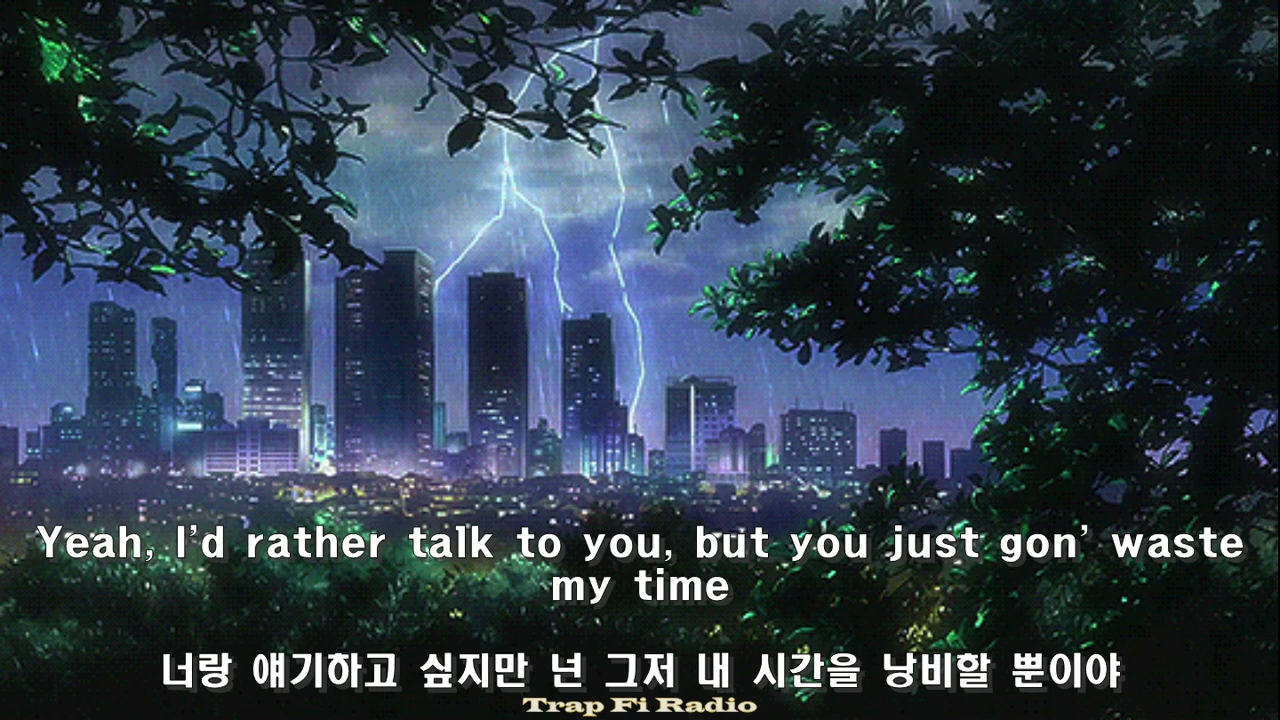 Yeah, I’d rather talk to you, but you just gon’ waste
my time
너랑 얘기하고 싶지만 넌 그저 내 시간을 낭비할 뿐이야
Trap Fi Radio